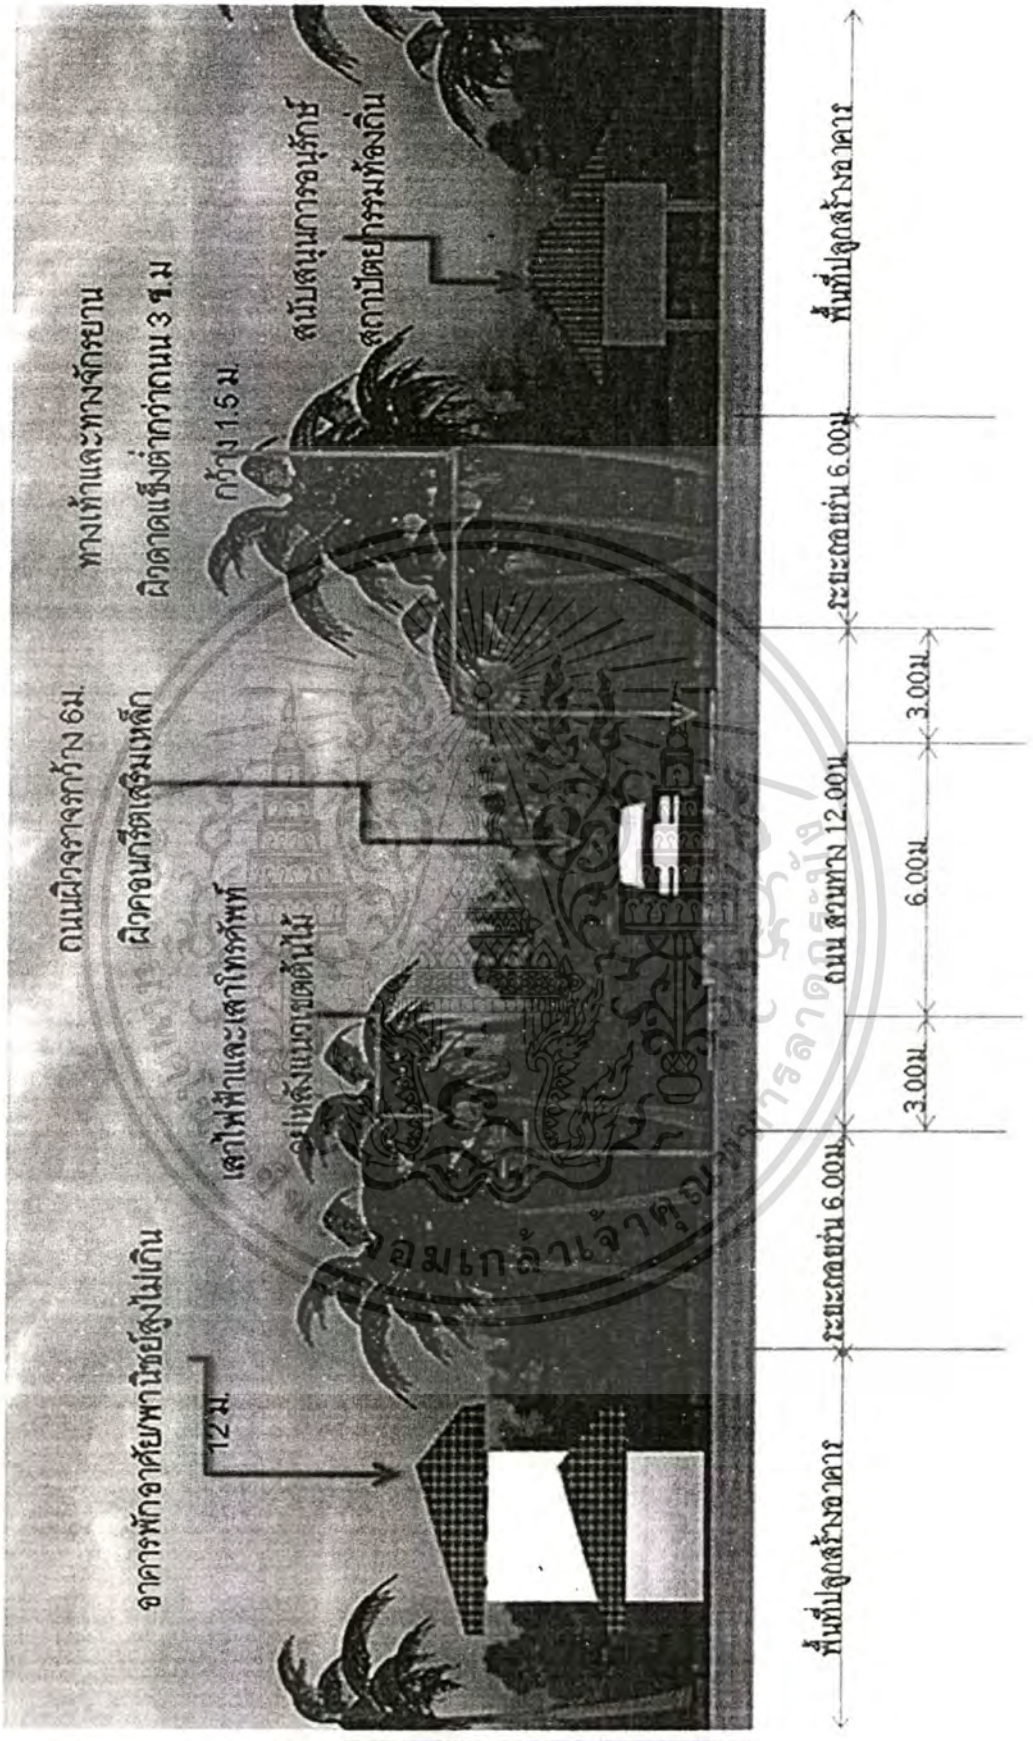 อาคารพักอาศัย/พาณิชย์สูงไม่เกิน
12 ม.
เสาไฟฟ้าและเสาโทรศัพท์
อยู่หลังแนวเขตต้นไม้
ถนนผิวจราจรกว้าง 6ม.
ผิวคอนกรีตเสริมเหล็ก
ทางเท้าและทางจักรยาน
ผิวดาดแข็งต่ำกว่าถนน 3 ซ.ม
กว้าง 1.5 ม.
สนับสนุนการอนุรักษ์
สถาปัตยกรรมท้องถิ่น
พื้นที่ปลูกสร้างอาคาร
ระยะถอยร่น 6.00ม
ถนน สวนทาง 12.00ม
ระยะถอยร่น 6.00ม
พื้นที่ปลูกสร้างอาคาร
3.00ม
6.00ม
3.00ม
จอมเกล้าเจ้าคุณทหารลาดกระบัง